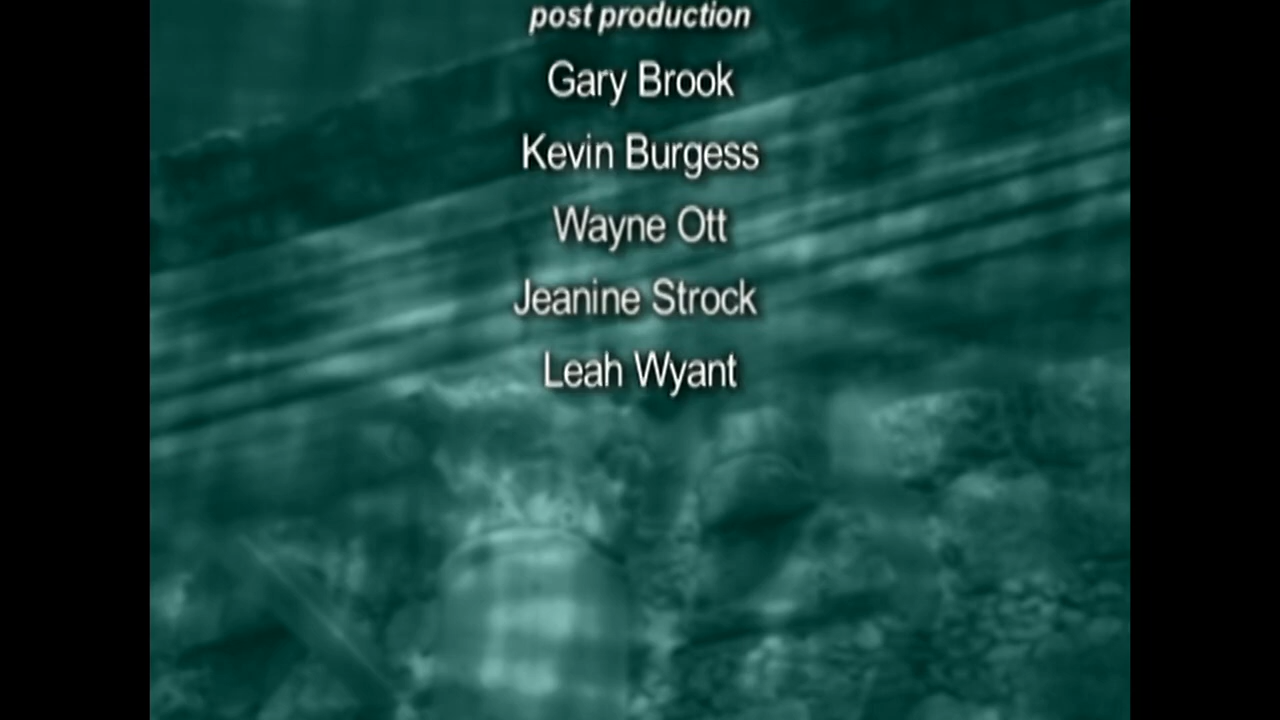 post production
Gary Brook
Kevin Burgess
Wayne Ott
Jeanine Strock
Leah Wyant